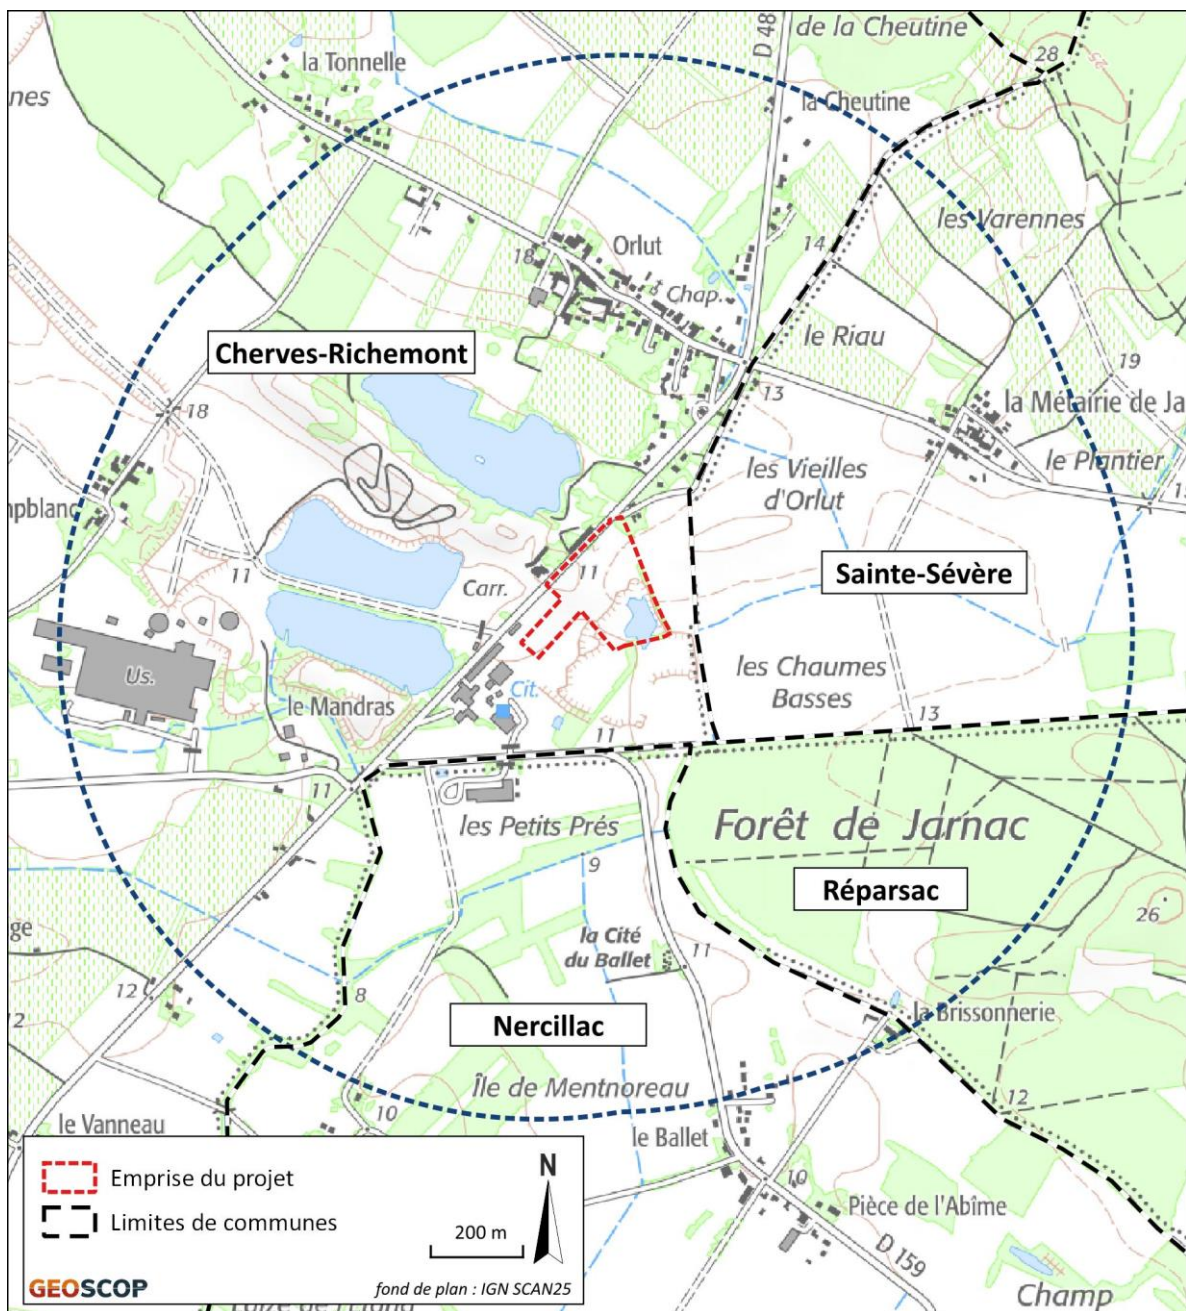 de la Cheutine
D 48
28
25
la Tonnelle
nes
la Cheutine
les Varennes
14
18
Orlut
Chap.
le Riau
19
Cherves-Richemont
13
la Métairie de Ja
18
les Vieilles
d'Orlut
le Plantier
npblanc
11
11
Carr.
Sainte-Sévère
Us.
le Mandras
Cit.
les Chaumes
Basses
13
11
11
les Petits Prés
Forêt de Jarnac
9
Réparsac
26
ge
la Cité
du Ballet
11
12
8
Nercillac
la Brissonnerie
Île de Mentnoreau
12
10
le Vanneau
le Ballet
10
Pièce de l'Abîme
D 159
Champ
Emprise du projet
Limites de communes
N
200 m
GEOSCOP
fond de plan : IGN SCAN25